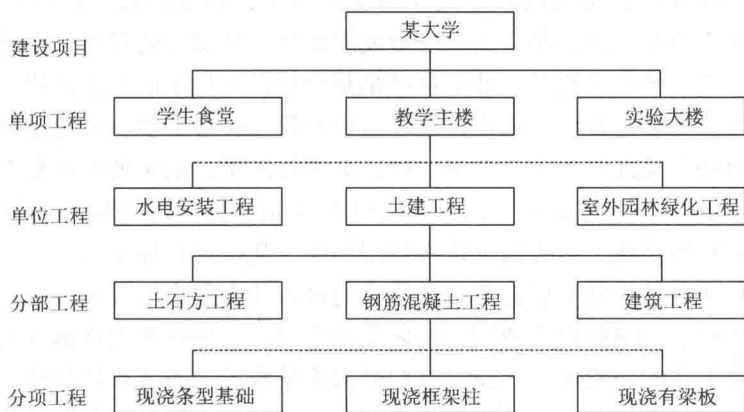 建设项目 某大学
单项工程 学生食堂 教学主楼 实验大楼
单位工程 水电安装工程 土建工程 室外园林绿化工程
分部工程 土石方工程 钢筋混凝土工程 建筑工程
分项工程 现浇条型基础 现浇框架柱 现浇有梁板